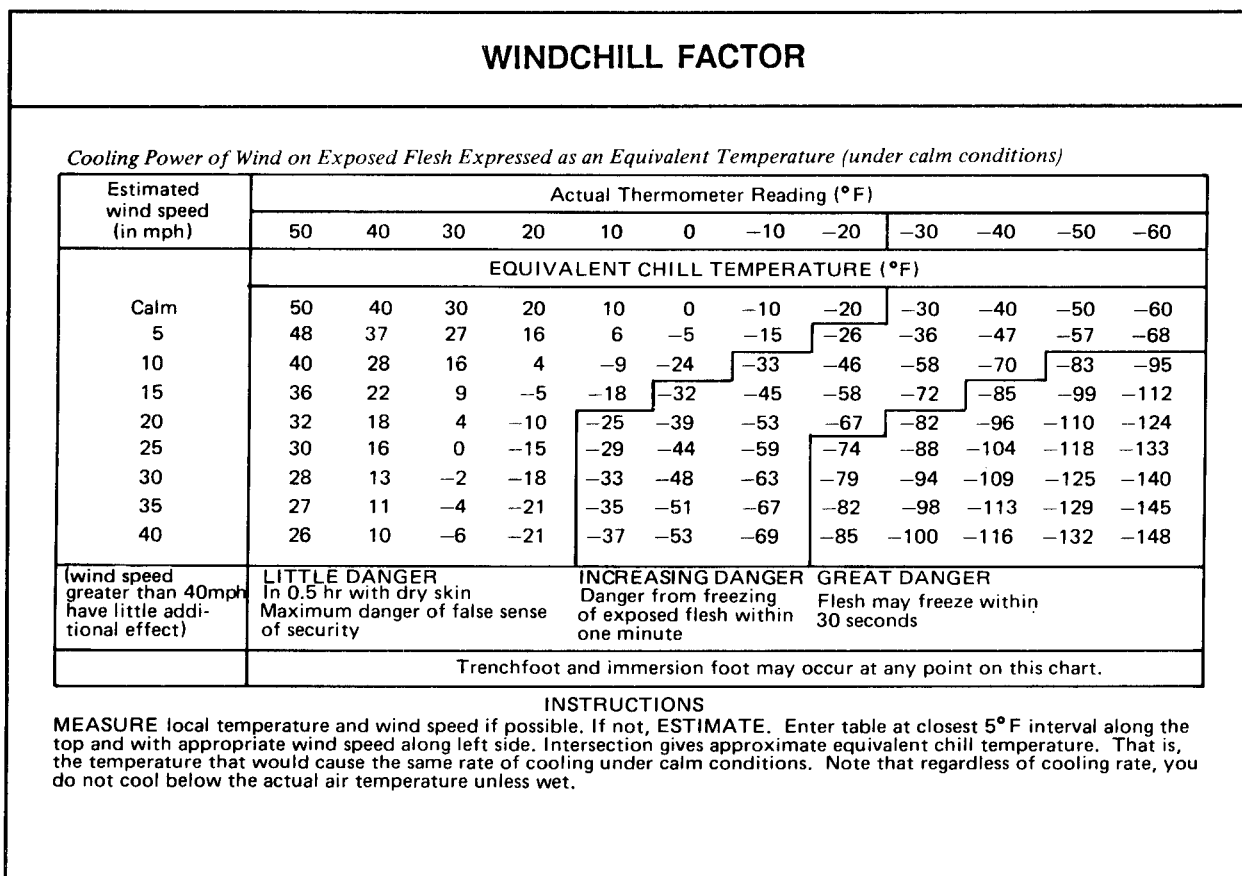 WINDCHILL FACTOR
Cooling Power of Wind on Exposed Flesh Expressed as an Equivalent Temperature (under calm conditions)
Estimated wind speed (in mph)
Actual Thermometer Reading (°F)
50 40 30 20 10 0 −10 −20 −30 −40 −50 −60
EQUIVALENT CHILL TEMPERATURE (°F)
Calm 50 40 30 20 10 0 −10 −20 −30 −40 −50 −60
5 48 37 27 16 6 −5 −15 −26 −36 −47 −57 −68
10 40 28 16 4 −9 −24 −33 −46 −58 −70 −83 −95
15 36 22 9 −5 −18 −32 −45 −58 −72 −85 −99 −112
20 32 18 4 −10 −25 −39 −53 −67 −82 −96 −110 −124
25 30 16 0 −15 −29 −44 −59 −74 −88 −104 −118 −133
30 28 13 −2 −18 −33 −48 −63 −79 −94 −109 −125 −140
35 27 11 −4 −21 −35 −51 −67 −82 −98 −113 −129 −145
40 26 10 −6 −21 −37 −53 −69 −85 −100 −116 −132 −148
(wind speed
greater than 40mph
have little addi-
tional effect)
LITTLE DANGER
In 0.5 hr with dry skin
Maximum danger of false sense
of security
INCREASING DANGER
Danger from freezing
of exposed flesh within
one minute
GREAT DANGER
Flesh may freeze within
30 seconds
Trenchfoot and immersion foot may occur at any point on this chart.
INSTRUCTIONS
MEASURE local temperature and wind speed if possible. If not, ESTIMATE. Enter table at closest 5°F interval along the
top and with appropriate wind speed along left side. Intersection gives approximate equivalent chill temperature. That is,
the temperature that would cause the same rate of cooling under calm conditions. Note that regardless of cooling rate, you
do not cool below the actual air temperature unless wet.